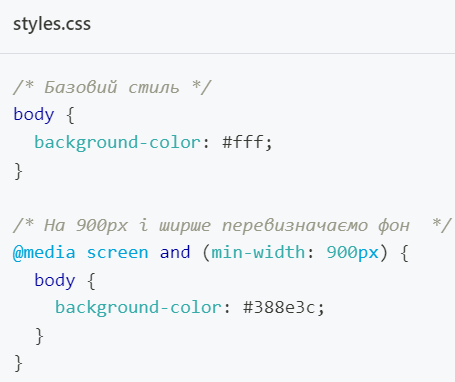 styles.css
/* Базовий стиль */
body {
  background-color: #fff;
}
/* На 900px і ширше перевизначаємо фон  */
@media screen and (min-width: 900px) {
  body {
    background-color: #388e3c;
  }
}